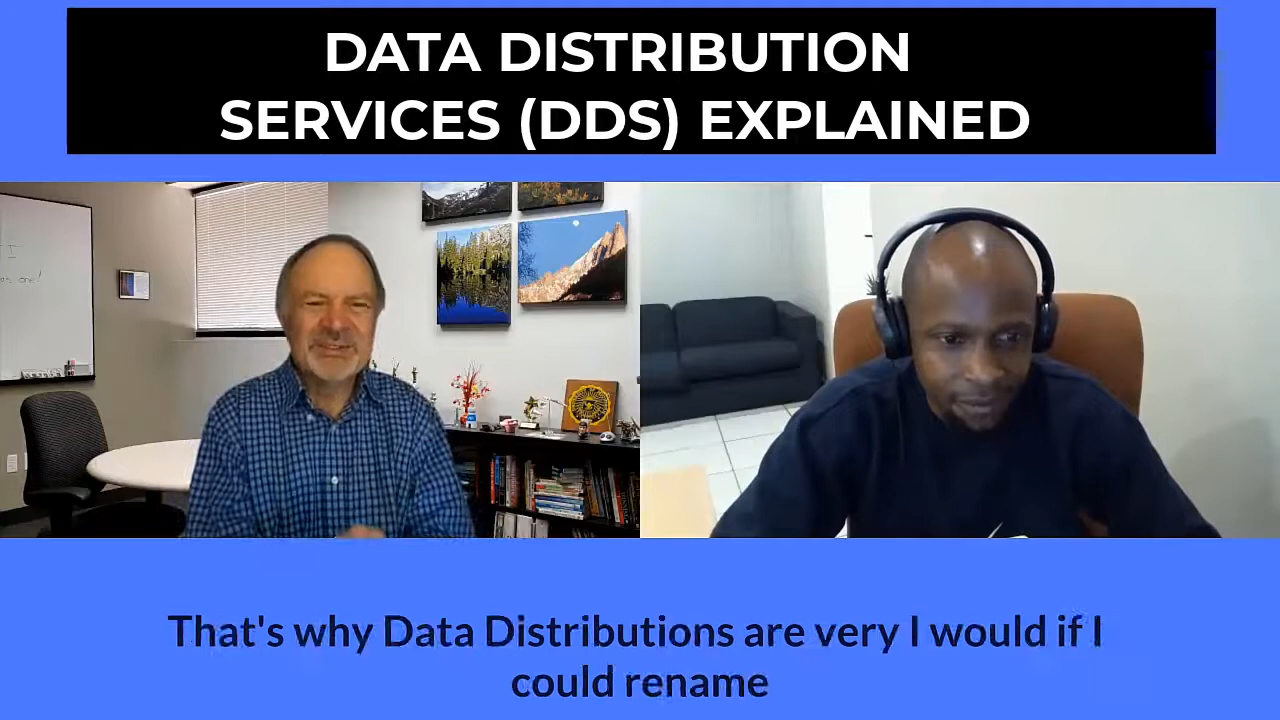 DATA DISTRIBUTION
SERVICES (DDS) EXPLAINED
That's why Data Distributions are very I would if I
could rename